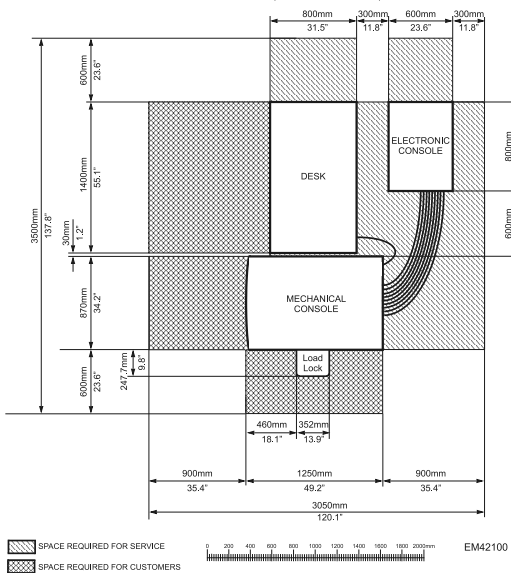 800mm
31.5"
300mm
11.8"
600mm
23.6"
300mm
11.8"
600mm
23.6"
3500mm
137.8"
1400mm
55.1"
30mm
1.2"
870mm
34.2"
600mm
23.6"
DESK
ELECTRONIC
CONSOLE
800mm
600mm
MECHANICAL
CONSOLE
Load
Lock
247.7mm
9.8"
460mm
18.1"
352mm
13.9"
900mm
35.4"
1250mm
49.2"
900mm
35.4"
3050mm
120.1"
SPACE REQUIRED FOR SERVICE
SPACE REQUIRED FOR CUSTOMERS
0 200 400 600 800 1000 1200 1400 1600 1800 2000mm
EM42100